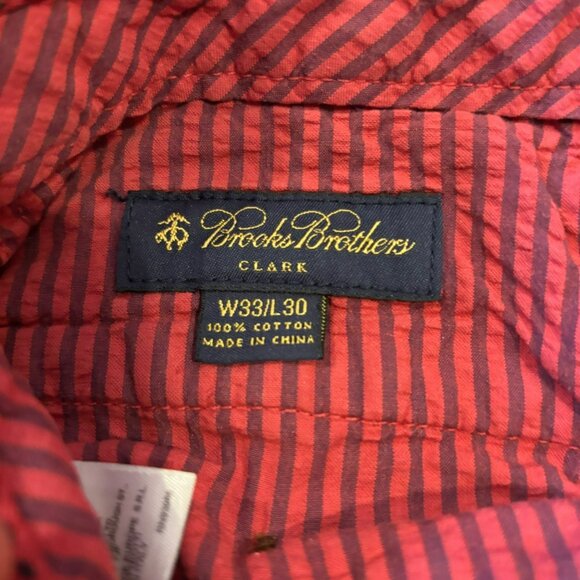 Brooks Brothers
CLARK
W33/L30
100% COTTON
MADE IN CHINA